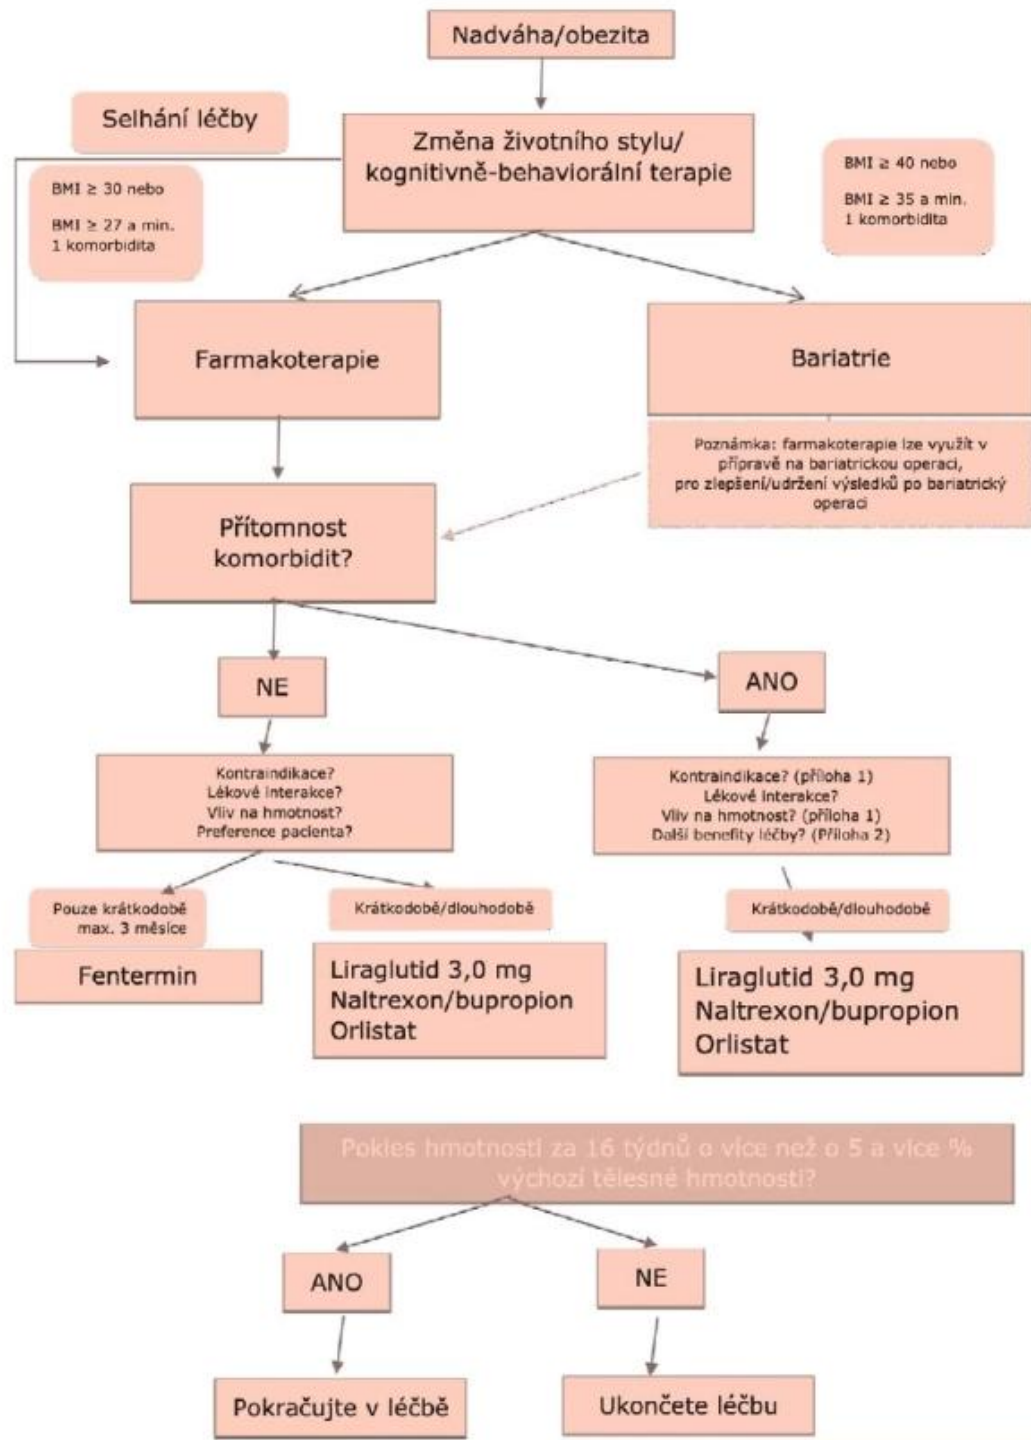 Nadváha/obezita
Selhání léčby
Změna životního stylu/
kognitivně-behaviorální terapie
BMI ≥ 30 nebo
BMI ≥ 27 a min.
1 komorbidita
BMI ≥ 40 nebo
BMI ≥ 35 a min.
1 komorbidita
Farmakoterapie
Bariatrie
Poznámka: farmakoterapie lze využít v
přípravě na bariatrickou operaci,
pro zlepšení/udržení výsledků po bariatrický
operaci
Přítomnost
komorbidit?
NE
ANO
Kontraindikace?
Lékové interakce?
Vliv na hmotnost?
Preference pacienta?
Kontraindikace? (příloha 1)
Lékové interakce?
Vliv na hmotnost? (příloha 1)
Další benefity léčby? (Příloha 2)
Pouze krátkodobě
max. 3 měsíce
Krátkodobě/dlouhodobě
Krátkodobě/dlouhodobě
Fentermin
Liraglutid 3,0 mg
Naltrexon/bupropion
Orlistat
Liraglutid 3,0 mg
Naltrexon/bupropion
Orlistat
Pokles hmotnosti za 16 týdnů o více než o 5 a více %
výchozí tělesné hmotnosti?
ANO
NE
Pokračujte v léčbě
Ukončete léčbu